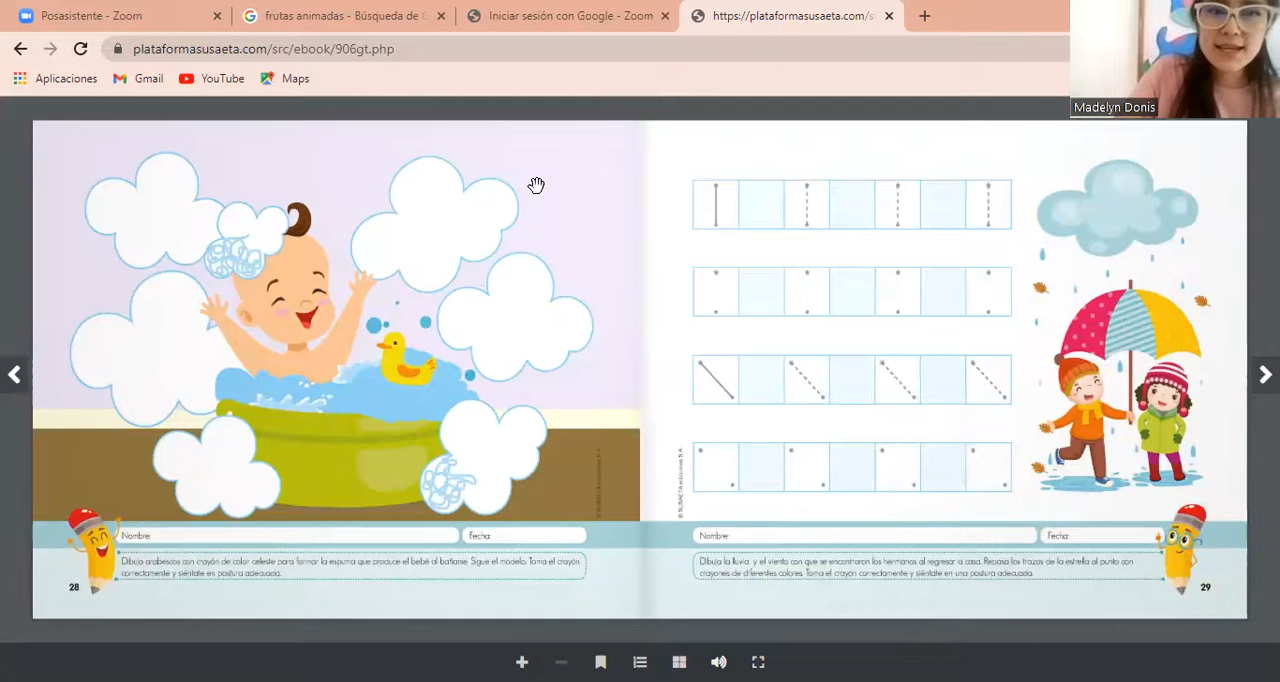 Posasistente - Zoom
frutas animadas - Búsqueda de G
Iniciar sesión con Google - Zoom
https://plataformasusaeta.com/s
plataformasusaeta.com/src/ebook/906gt.php
Aplicaciones
Gmail
YouTube
Maps
Madelyn Donis
© SUSAETA ediciones S.A.
Nombre:
Fecha:
Dibuja arabescos con crayón de color celeste para formar la espuma que produce el bebé al bañarse. Sigue el modelo. Toma el crayón
correctamente y siéntate en postura adecuada.
28
Nombre:
Fecha:
Dibuja la lluvia y el viento con que se encontraron los hermanos al regresar a casa. Repasa los trazos de la estrella al punto con
crayones de diferentes colores. Toma el crayón correctamente y siéntate en una postura adecuada.
29